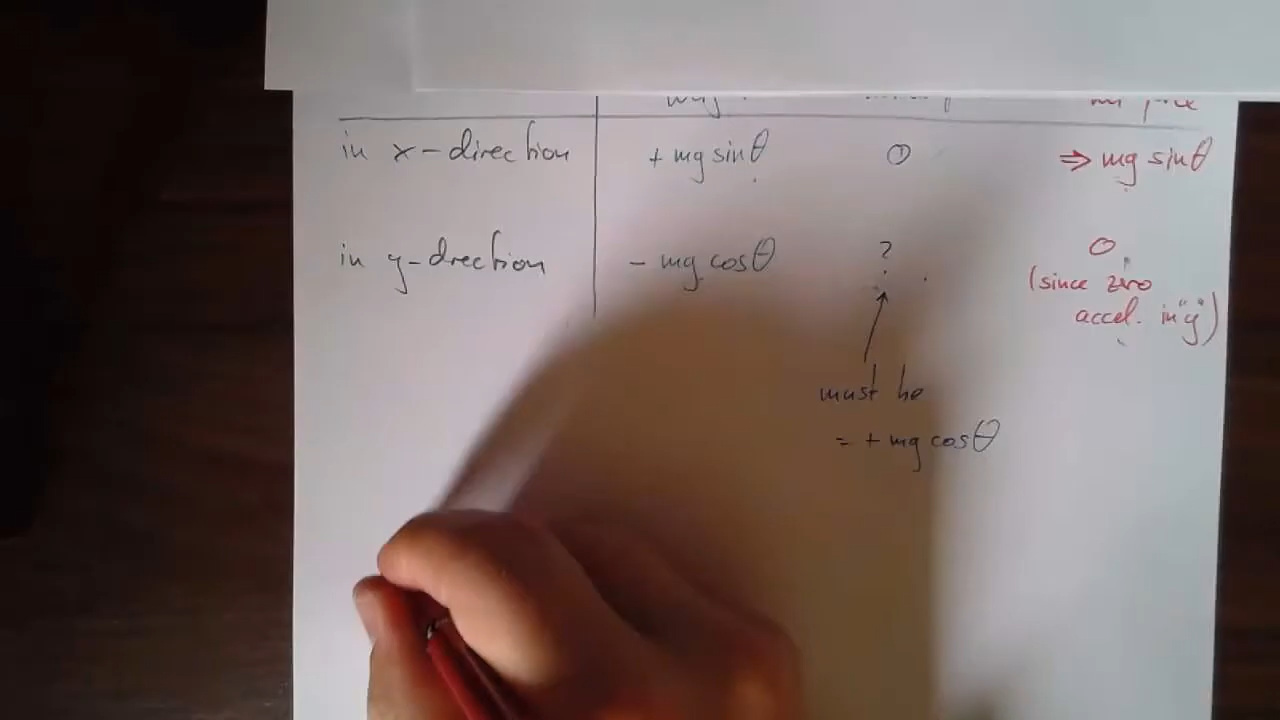 in x-direction + mg sinθ 0 ⇒ mg sinθ
in y-direction - mg cosθ ? 0
(since zero
accel. in "y")
must be
= + mg cosθ